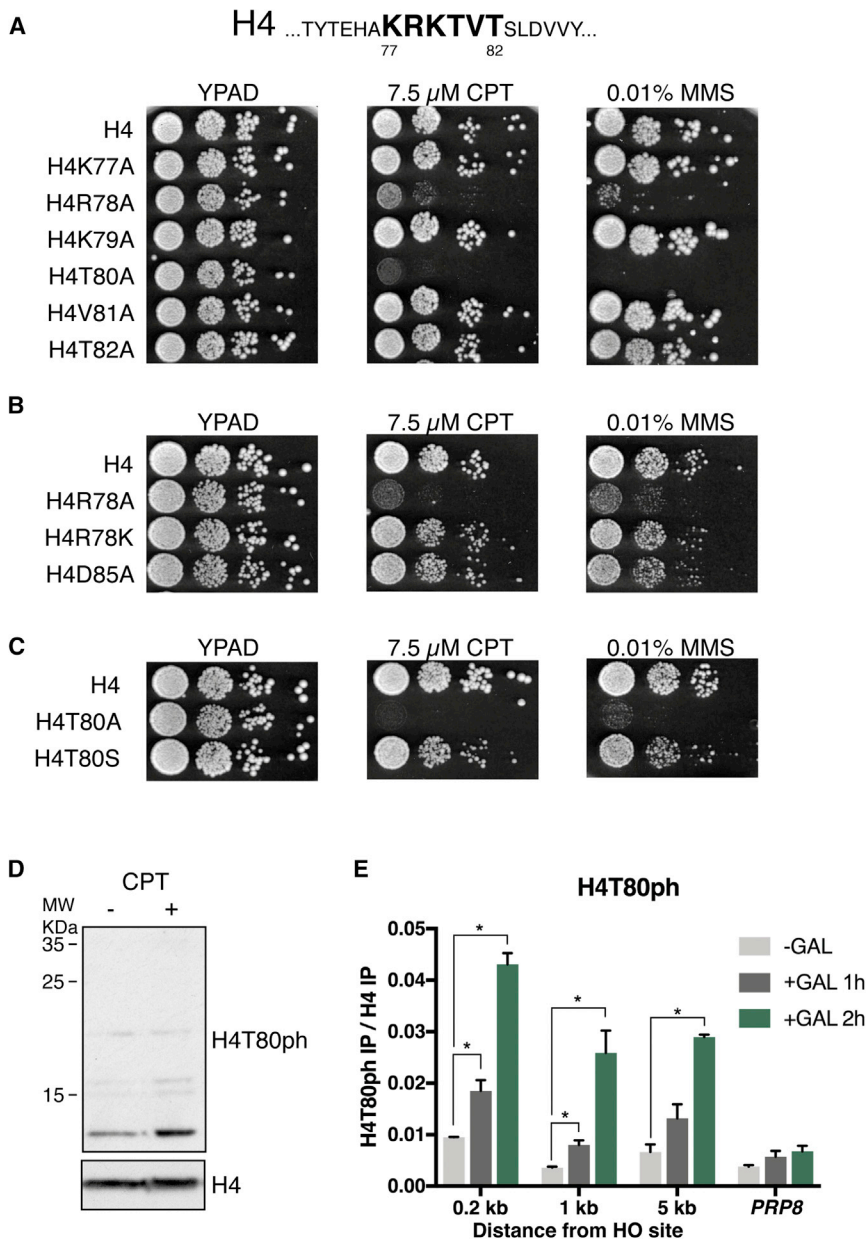 A
H4 ...TYTEHAKRKTVTSLDVVY...
77 82
YPAD 7.5 µM CPT 0.01% MMS
H4
H4K77A
H4R78A
H4K79A
H4T80A
H4V81A
H4T82A
B
YPAD 7.5 µM CPT 0.01% MMS
H4
H4R78A
H4R78K
H4D85A
C
YPAD 7.5 µM CPT 0.01% MMS
H4
H4T80A
H4T80S
D
CPT
MW - +
KDa
35
25
15
H4T80ph
H4
E
H4T80ph
H4T80ph IP / H4 IP
0.05
0.04
0.03
0.02
0.01
0.00
* * * * *
-GAL
+GAL 1h
+GAL 2h
0.2 kb 1 kb 5 kb PRP8
Distance from HO site